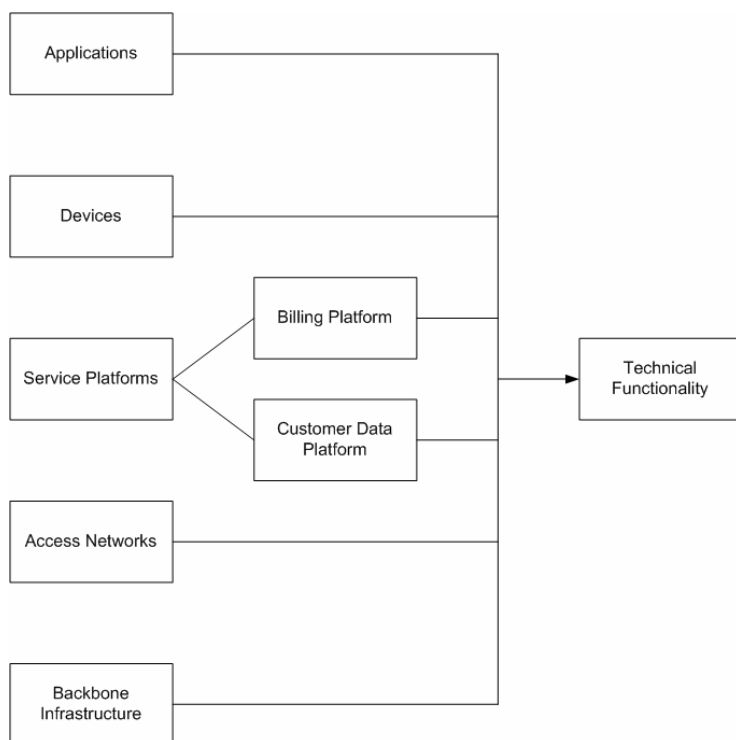 Applications
Devices
Billing Platform
Service Platforms
Technical
Functionality
Customer Data
Platform
Access Networks
Backbone
Infrastructure